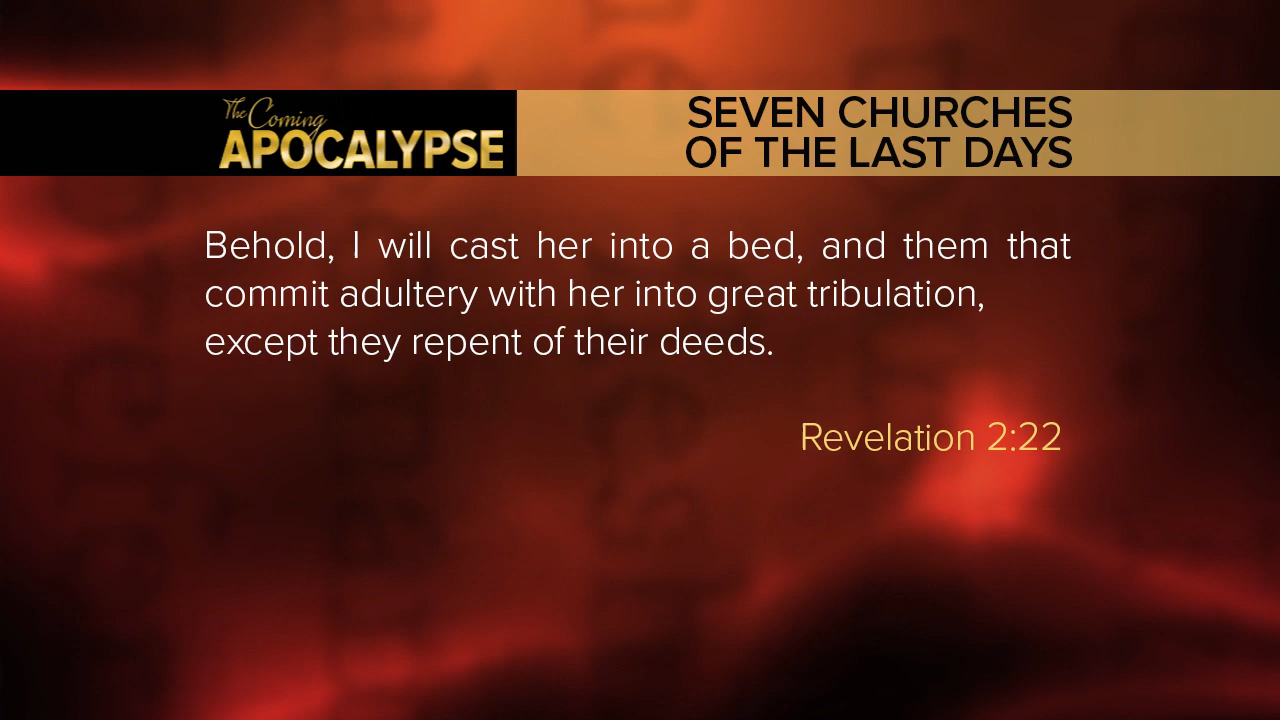 The Coming
APOCALYPSE
SEVEN CHURCHES
OF THE LAST DAYS
Behold, I will cast her into a bed, and them that
commit adultery with her into great tribulation,
except they repent of their deeds.
Revelation 2:22